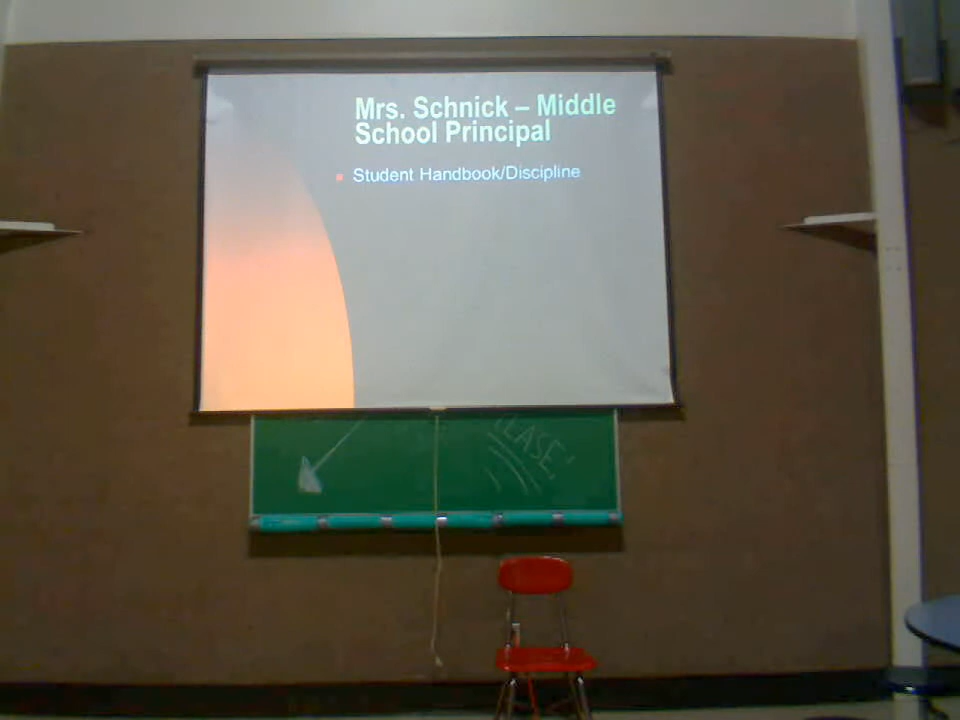 Mrs. Schnick – Middle
School Principal
Student Handbook/Discipline